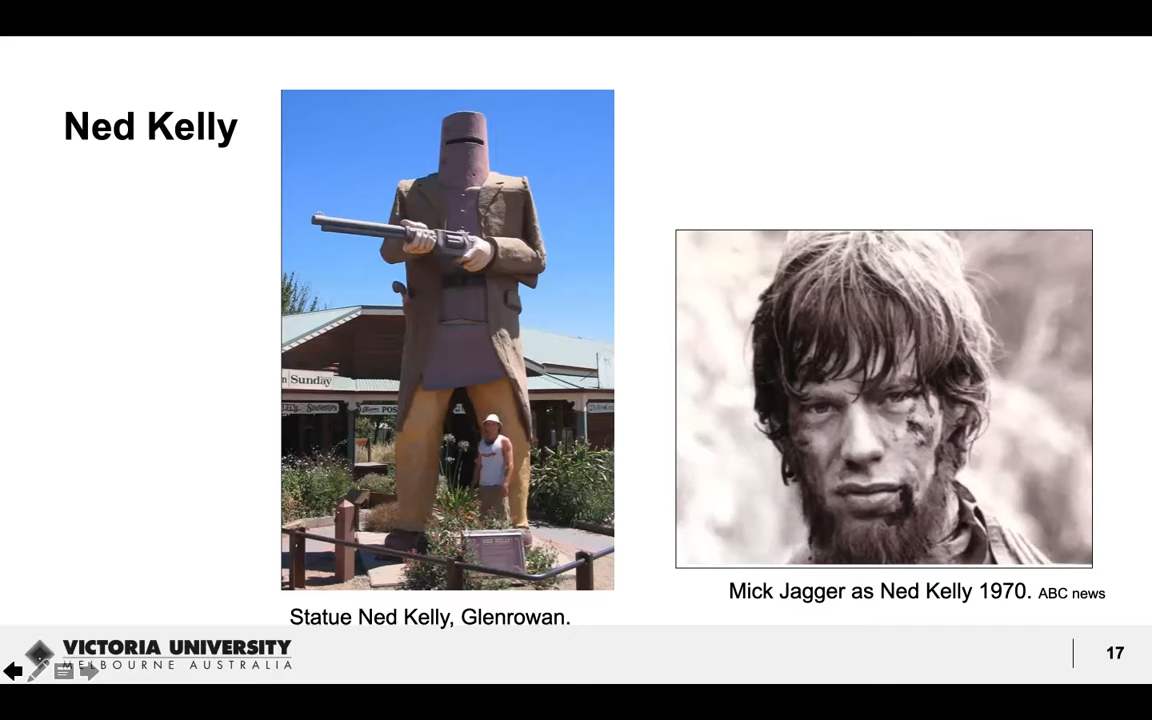 Ned Kelly
n Sunday
POS
Statue Ned Kelly, Glenrowan.
Mick Jagger as Ned Kelly 1970. ABC news
VICTORIA UNIVERSITY
MELBOURNE AUSTRALIA
17